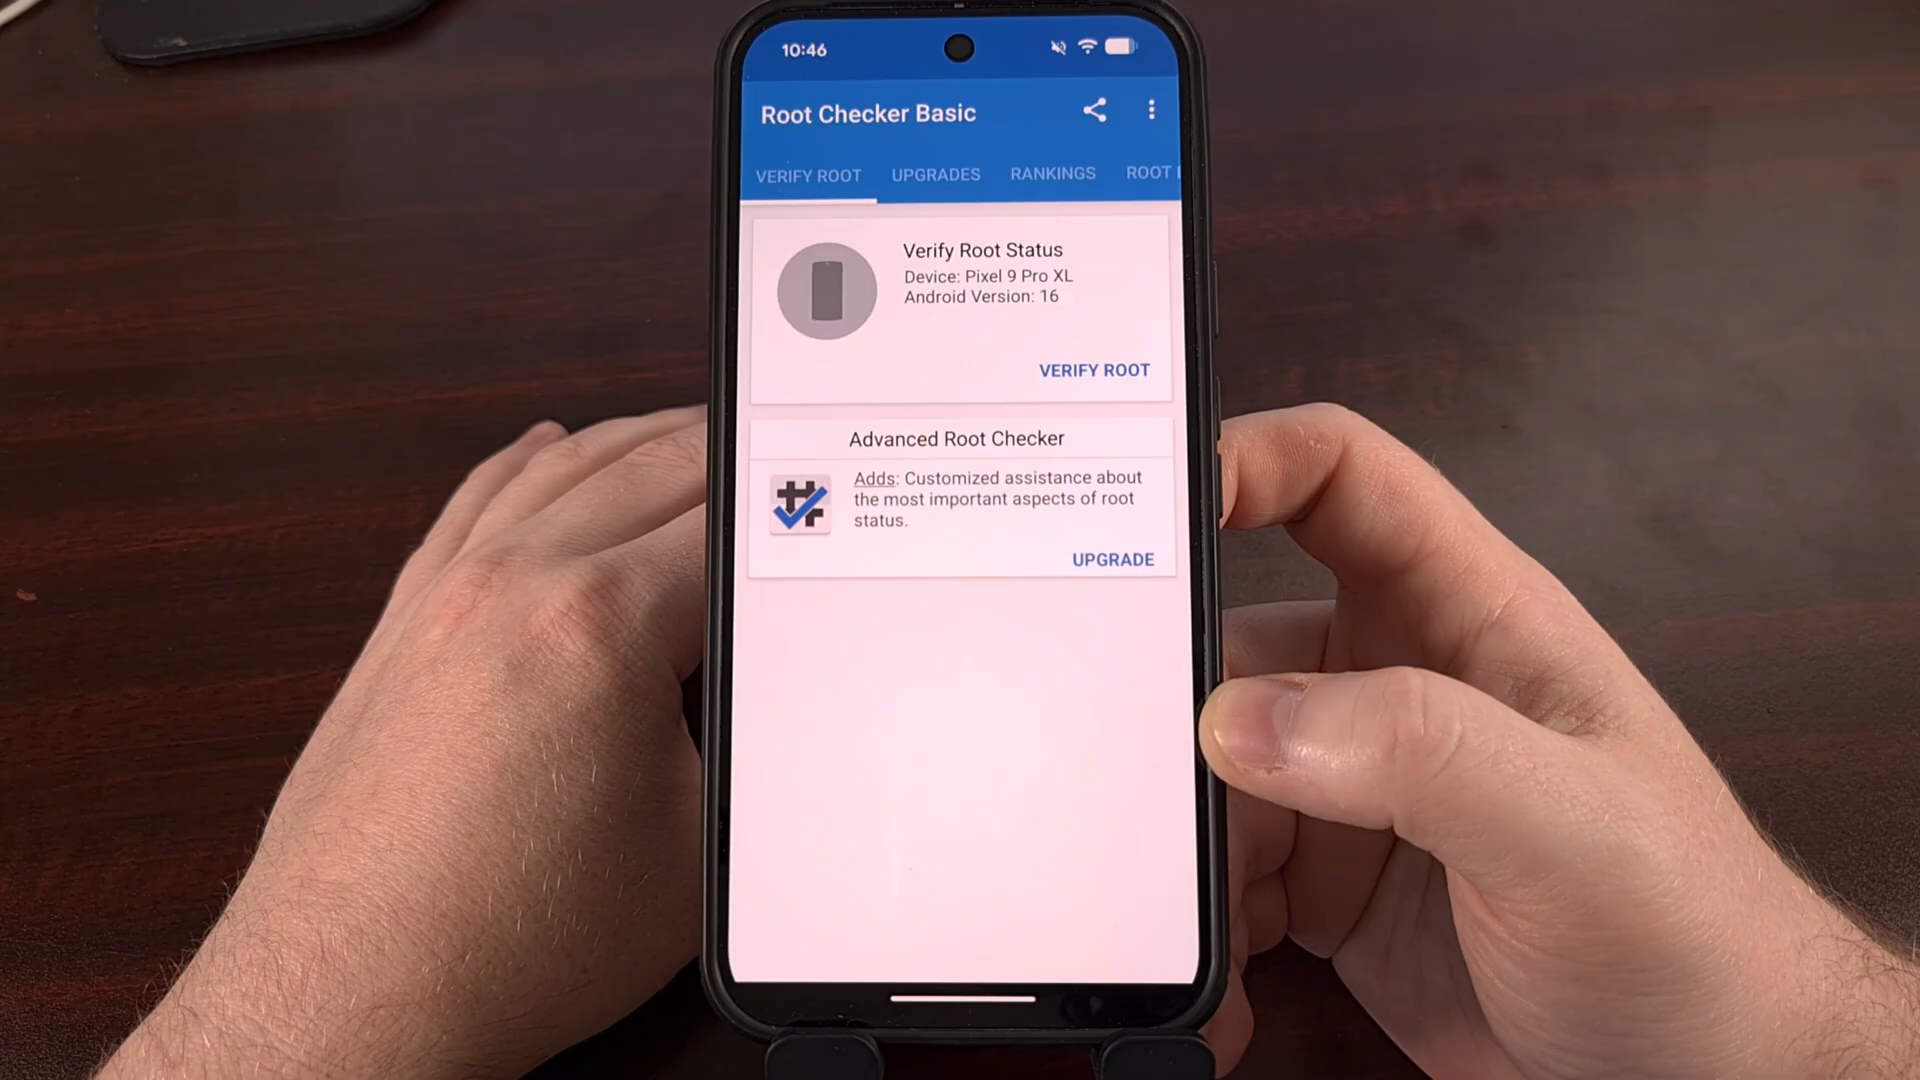 10:46
Root Checker Basic
VERIFY ROOT
UPGRADES
RANKINGS
ROOT
Verify Root Status
Device: Pixel 9 Pro XL
Android Version: 16
VERIFY ROOT
Advanced Root Checker
Adds: Customized assistance about
the most important aspects of root
status.
UPGRADE